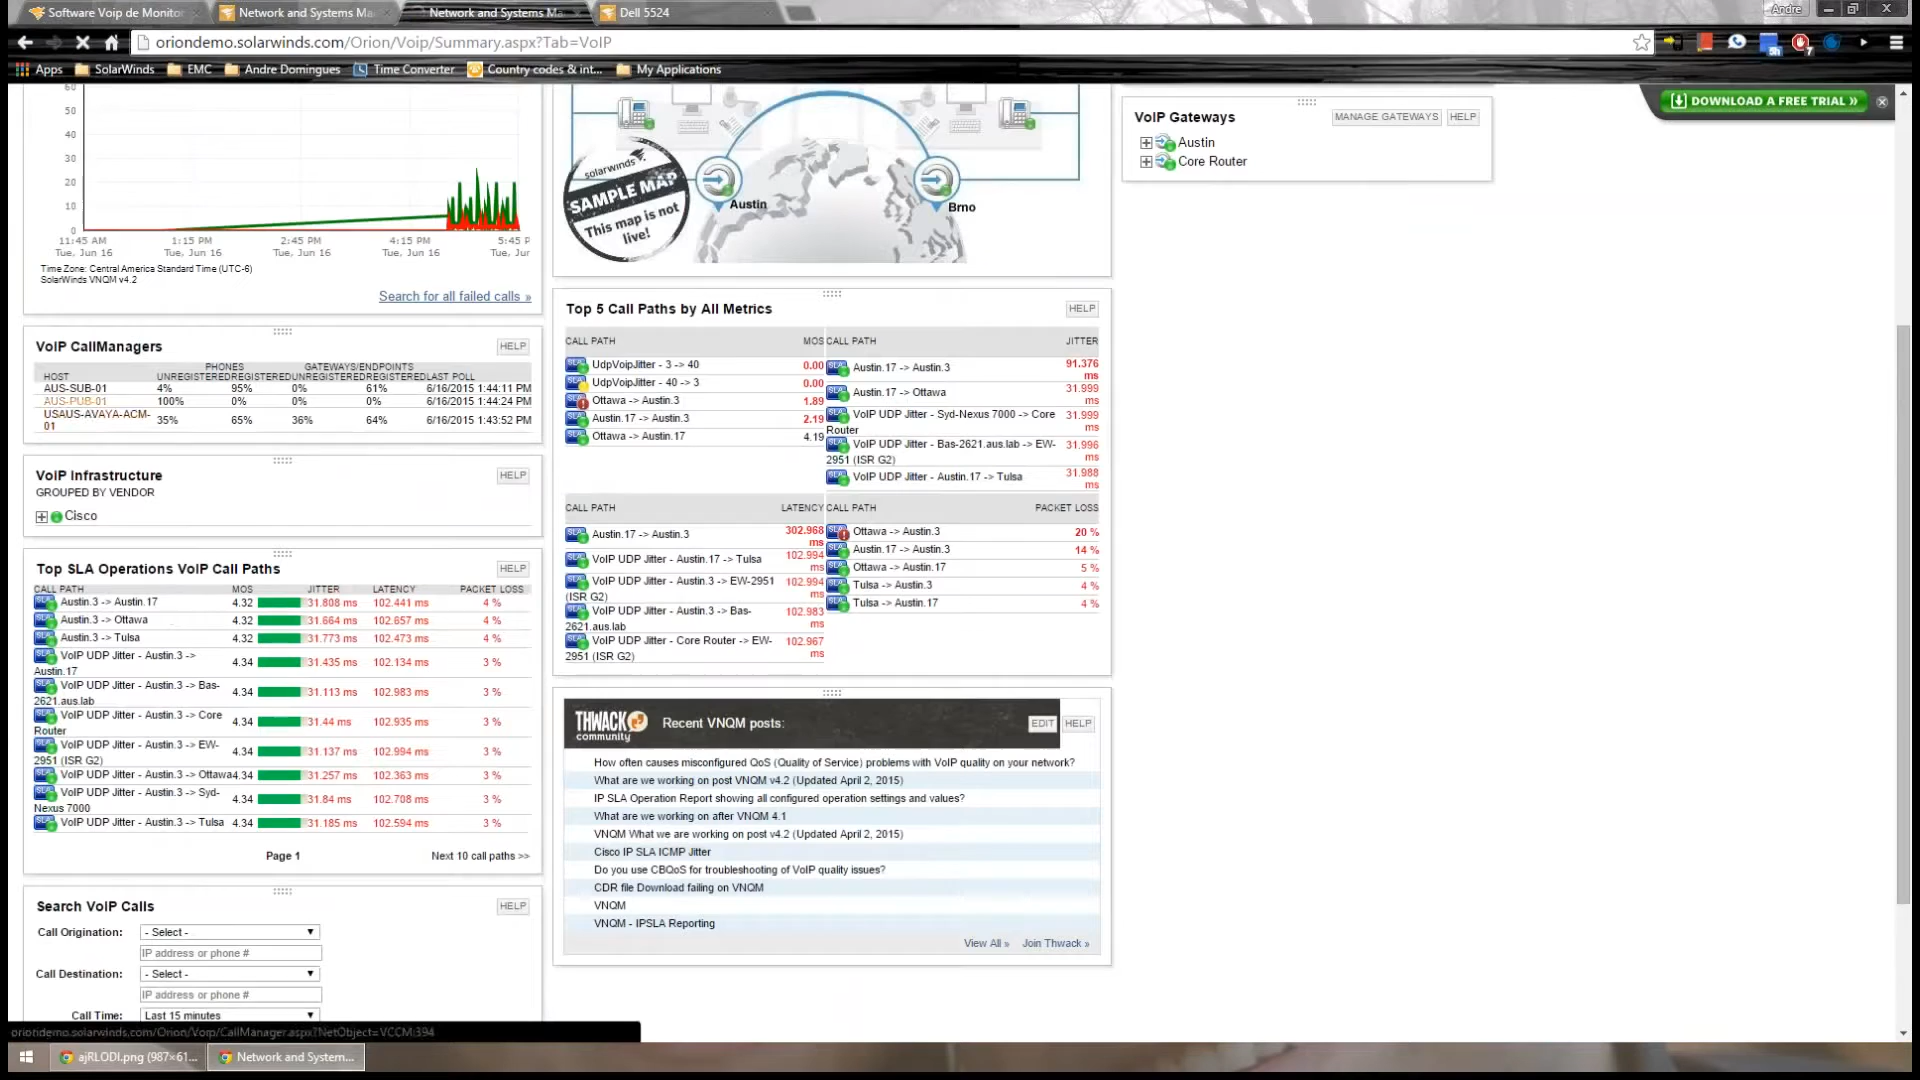 Software Voip de Monito
Network and Systems Ma
Network and Systems Ma
Dell 5524
Andre
oriondemo.solarwinds.com/Orion/Voip/Summary.aspx?Tab=VoIP
Apps
SolarWinds
EMC
Andre Domingues
Time Converter
Country codes & int...
My Applications
60
50
40
30
20
10
0
11:45 AM
Tue, Jun 16
1:15 PM
Tue, Jun 16
2:45 PM
Tue, Jun 16
4:15 PM
Tue, Jun 16
5:45 P
Tue, Jur
Time Zone: Central America Standard Time (UTC-6)
SolarWinds VNQM v4.2
Search for all failed calls »
VoIP CallManagers
HELP
PHONES GATEWAYS/ENDPOINTS
HOST UNREGISTERED REGISTERED UNREGISTERED REGISTERED LAST POLL
AUS-SUB-01 4% 95% 0% 61% 6/16/2015 1:44:11 PM
AUS-PUB-01 100% 0% 0% 0% 6/16/2015 1:44:24 PM
USAUS-AVAYA-ACM-
01 35% 65% 36% 64% 6/16/2015 1:43:52 PM
VoIP Infrastructure
HELP
GROUPED BY VENDOR
Cisco
Top SLA Operations VoIP Call Paths
HELP
CALL PATH MOS JITTER LATENCY PACKET LOSS
Austin.3 -> Austin.17 4.32 31.808 ms 102.441 ms 4 %
Austin.3 -> Ottawa 4.32 31.664 ms 102.657 ms 4 %
Austin.3 -> Tulsa 4.32 31.773 ms 102.473 ms 4 %
VoIP UDP Jitter - Austin.3 ->
Austin.17 4.34 31.435 ms 102.134 ms 3 %
VoIP UDP Jitter - Austin.3 -> Bas-
2621.aus.lab 4.34 31.113 ms 102.983 ms 3 %
VoIP UDP Jitter - Austin.3 -> Core
Router 4.34 31.44 ms 102.935 ms 3 %
VoIP UDP Jitter - Austin.3 -> EW-
2951 (ISR G2) 4.34 31.137 ms 102.994 ms 3 %
VoIP UDP Jitter - Austin.3 -> Ottawa 4.34 31.257 ms 102.363 ms 3 %
VoIP UDP Jitter - Austin.3 -> Syd-
Nexus 7000 4.34 31.84 ms 102.708 ms 3 %
VoIP UDP Jitter - Austin.3 -> Tulsa 4.34 31.185 ms 102.594 ms 3 %
Page 1
Next 10 call paths >>
Search VoIP Calls
HELP
Call Origination: - Select -
IP address or phone #
Call Destination: - Select -
IP address or phone #
Call Time: Last 15 minutes
solarwinds
SAMPLE MAP
This map is not
live!
Austin
Brno
Top 5 Call Paths by All Metrics
HELP
CALL PATH MOS
UdpVoipJitter - 3 -> 40 0.00
UdpVoipJitter - 40 -> 3 0.00
Ottawa -> Austin.3 1.89
Austin.17 -> Austin.3 2.19
Ottawa -> Austin.17 4.19
CALL PATH JITTER
Austin.17 -> Austin.3 91.376
ms
Austin.17 -> Ottawa 31.999
ms
VoIP UDP Jitter - Syd-Nexus 7000 -> Core 31.999
Router ms
VoIP UDP Jitter - Bas-2621.aus.lab -> EW- 31.996
2951 (ISR G2) ms
VoIP UDP Jitter - Austin.17 -> Tulsa 31.988
ms
CALL PATH LATENCY
Austin.17 -> Austin.3 302.968
ms
VoIP UDP Jitter - Austin.17 -> Tulsa 102.994
ms
VoIP UDP Jitter - Austin.3 -> EW-2951 102.994
(ISR G2) ms
VoIP UDP Jitter - Austin.3 -> Bas- 102.983
2621.aus.lab ms
VoIP UDP Jitter - Core Router -> EW- 102.967
2951 (ISR G2) ms
CALL PATH PACKET LOSS
Ottawa -> Austin.3 20 %
Austin.17 -> Austin.3 14 %
Ottawa -> Austin.17 5 %
Tulsa -> Austin.3 4 %
Tulsa -> Austin.17 4 %
THWACK
community
Recent VNQM posts:
EDIT
HELP
How often causes misconfigured QoS (Quality of Service) problems with VoIP quality on your network?
What are we working on post VNQM v4.2 (Updated April 2, 2015)
IP SLA Operation Report showing all configured operation settings and values?
What are we working on after VNQM 4.1
VNQM What we are working on post v4.2 (Updated April 2, 2015)
Cisco IP SLA ICMP Jitter
Do you use CBQoS for troubleshooting of VoIP quality issues?
CDR file Download failing on VNQM
VNQM
VNQM - IPSLA Reporting
View All »
Join Thwack »
VoIP Gateways
MANAGE GATEWAYS
HELP
Austin
Core Router
DOWNLOAD A FREE TRIAL »
oriondemo.solarwinds.com/Orion/Voip/CallManager.aspx?NetObject=VCCM:394
ajRLODI.png (987×61...
Network and System...